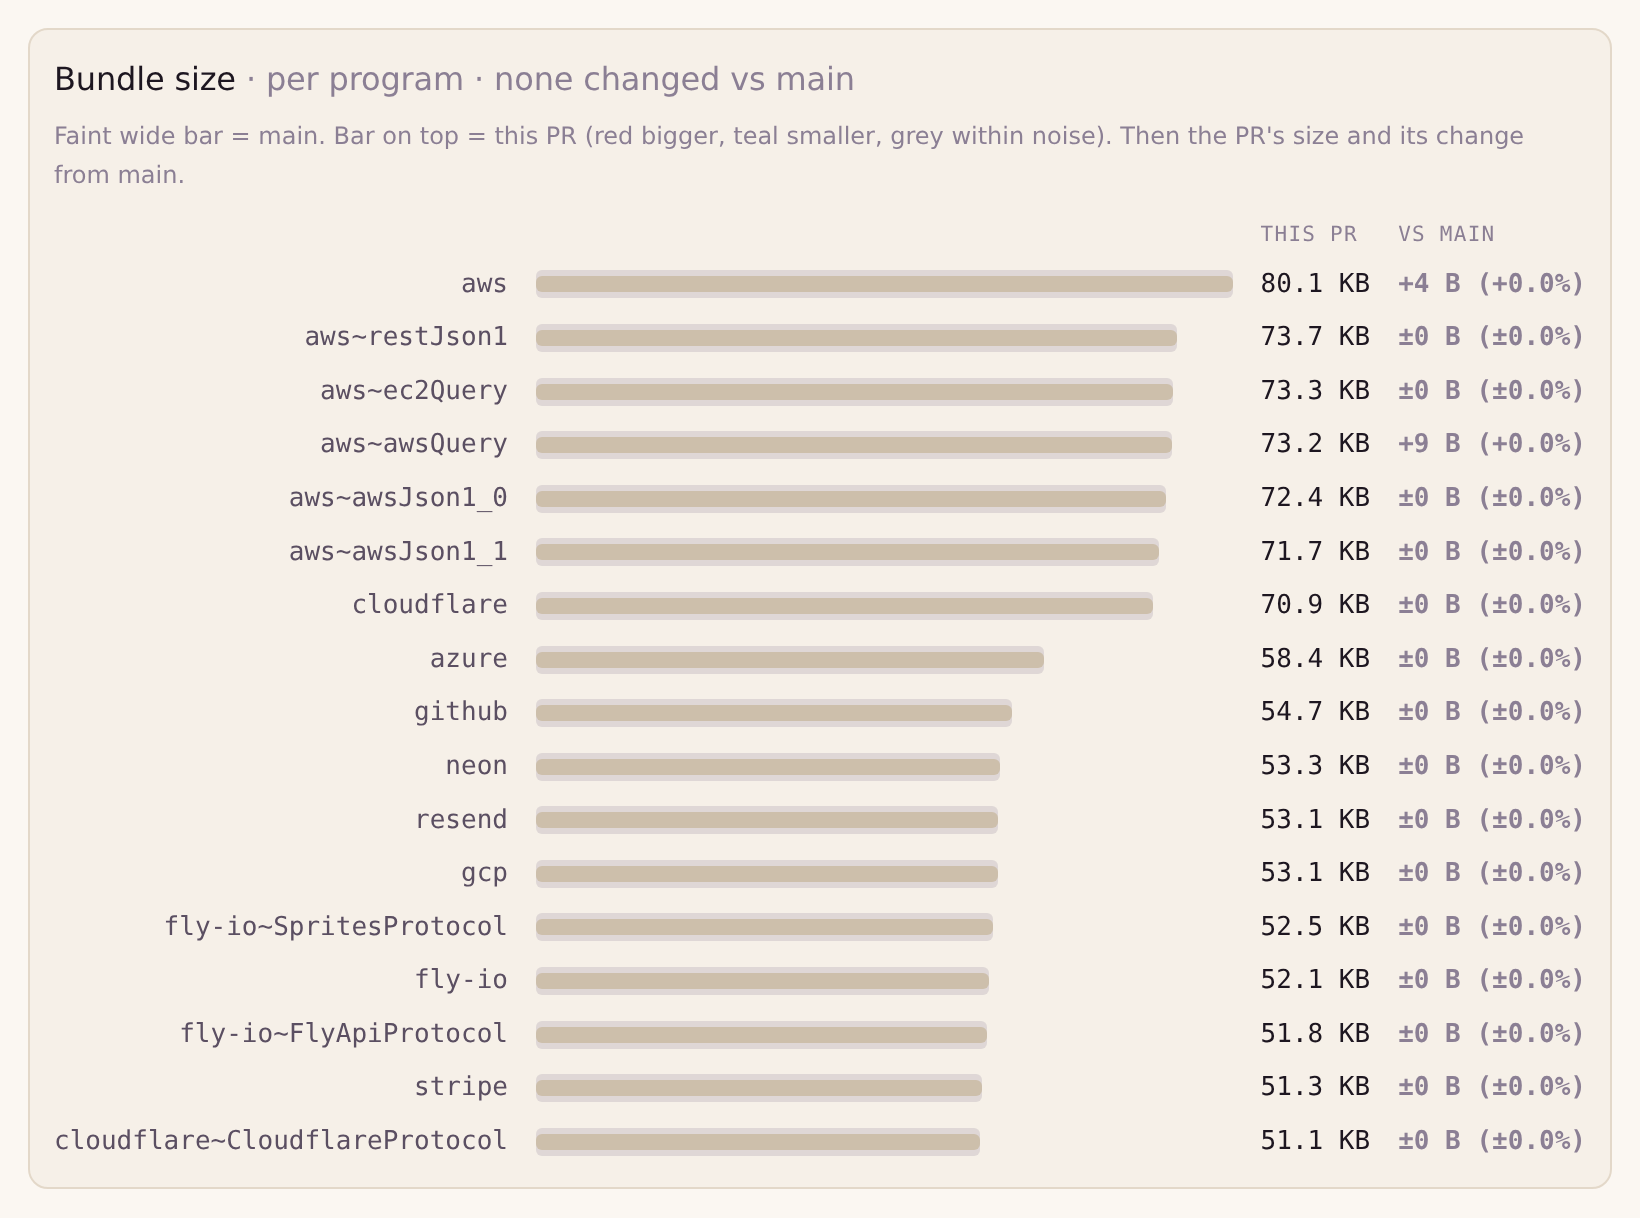 Bundle size · per program · none changed vs main
Faint wide bar = main. Bar on top = this PR (red bigger, teal smaller, grey within noise). Then the PR's size and its change
from main.
THIS PR VS MAIN
aws 80.1 KB +4 B (+0.0%)
aws~restJson1 73.7 KB ±0 B (±0.0%)
aws~ec2Query 73.3 KB ±0 B (±0.0%)
aws~awsQuery 73.2 KB +9 B (+0.0%)
aws~awsJson1_0 72.4 KB ±0 B (±0.0%)
aws~awsJson1_1 71.7 KB ±0 B (±0.0%)
cloudflare 70.9 KB ±0 B (±0.0%)
azure 58.4 KB ±0 B (±0.0%)
github 54.7 KB ±0 B (±0.0%)
neon 53.3 KB ±0 B (±0.0%)
resend 53.1 KB ±0 B (±0.0%)
gcp 53.1 KB ±0 B (±0.0%)
fly-io~SpritesProtocol 52.5 KB ±0 B (±0.0%)
fly-io 52.1 KB ±0 B (±0.0%)
fly-io~FlyApiProtocol 51.8 KB ±0 B (±0.0%)
stripe 51.3 KB ±0 B (±0.0%)
cloudflare~CloudflareProtocol 51.1 KB ±0 B (±0.0%)